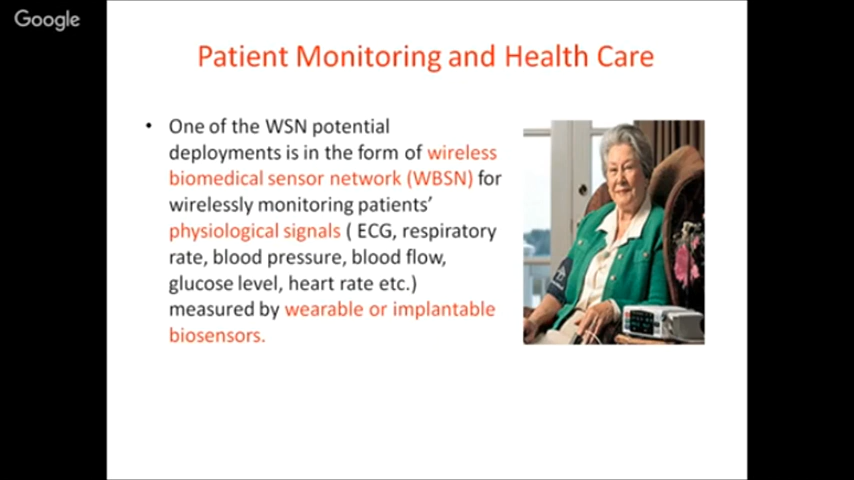 Google
Patient Monitoring and Health Care
• One of the WSN potential
deployments is in the form of wireless
biomedical sensor network (WBSN) for
wirelessly monitoring patients’
physiological signals ( ECG, respiratory
rate, blood pressure, blood flow,
glucose level, heart rate etc.)
measured by wearable or implantable
biosensors.